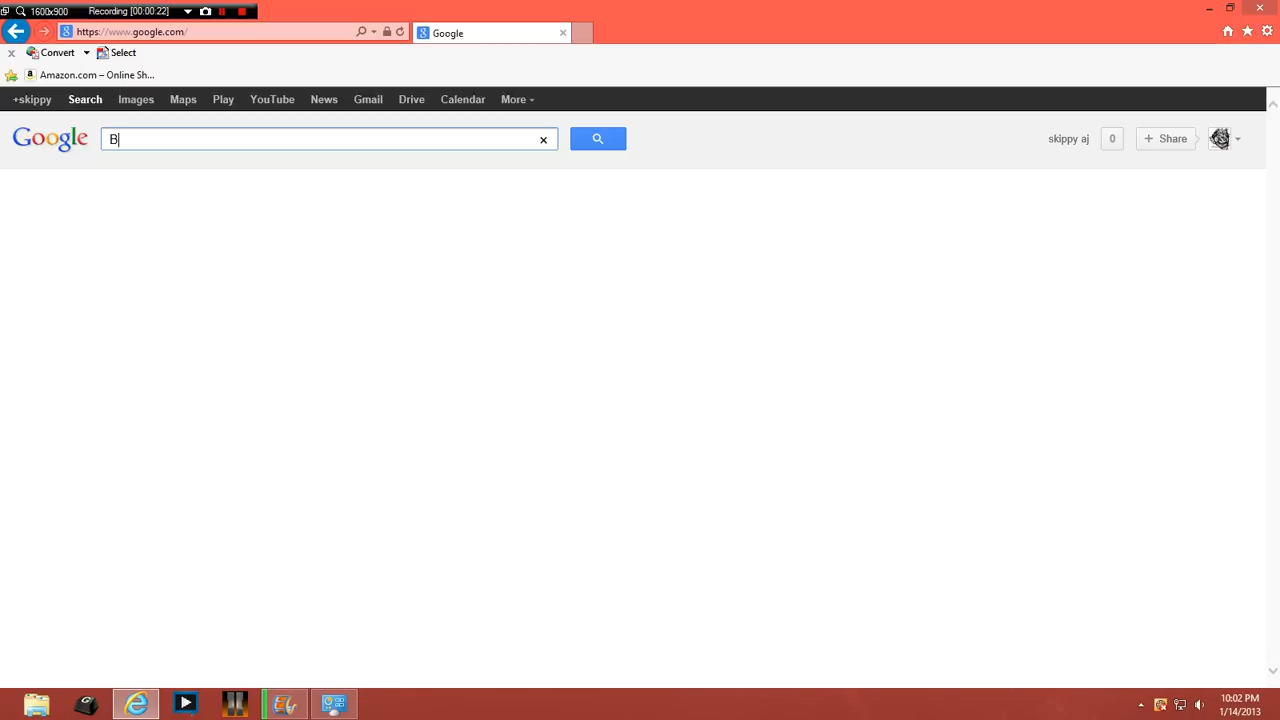 1600x900 Recording [00:00:22]
https://www.google.com/
Google
Convert Select
Amazon.com – Online Sh...
+skippy Search Images Maps Play YouTube News Gmail Drive Calendar More
Google B skippy aj 0 + Share
10:02 PM
1/14/2013